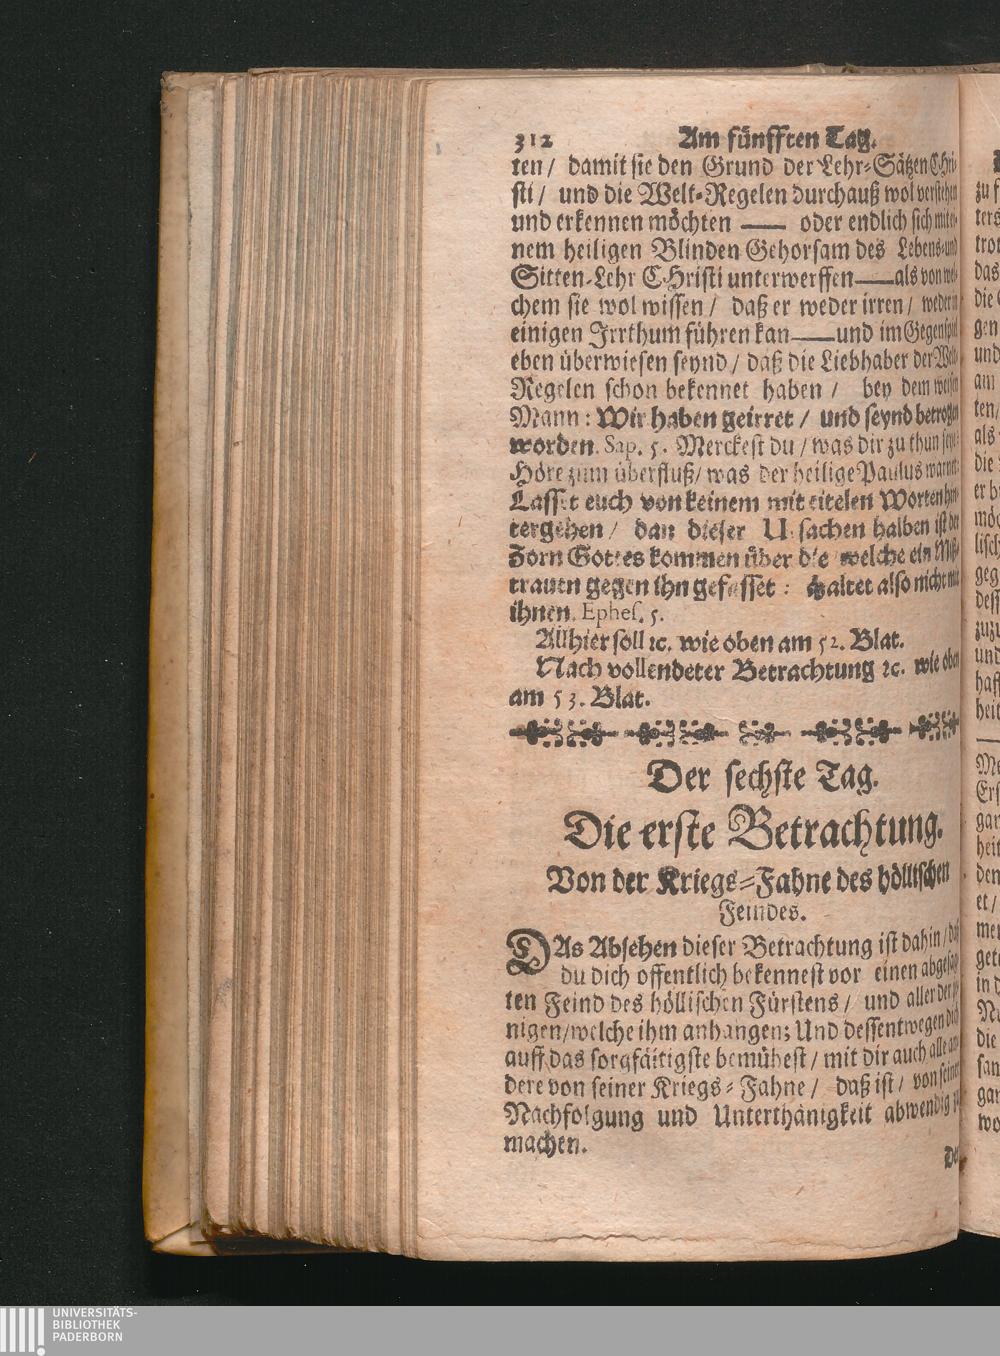 312 Am fünfften Tag.
ten / damit sie den Grund der Lehr-Sätzen Chri-
sti / und die Welt-Regelen durchauß wol verstehen
und erkennen möchten —— oder endlich sich mit ei-
nem heiligen Blinden Gehorsam des Lebens- und
Sitten-Lehr CHristi unterwerffen——als von wel-
chem sie wol wissen / daß er weder irren / weder in
einigen Irrthum führen kan——und im Gegenspiel
eben überwiesen seynd / daß die Liebhaber der Welt-
Regelen schon bekennet haben / bey dem weisen
Mann: Wir haben geirret / und seynd betrogen
worden. Sap. 5. Merckest du / was dir zu thun seye:
Höre zum überfluß / was der heilige Paulus warnet:
Lasset euch von keinem mit eitelen Worten hin-
tergehen / dan dieser Ursachen halben ist der
Zorn Gottes kommen über die welche ein Miß-
trauen gegen ihn gefasset: Haltet also nicht mit
ihnen. Ephes. 5.
Allhier soll ꝛc. wie oben am 52. Blat.
Nach vollendeter Betrachtung ꝛc. wie oben
am 53. Blat.
Der sechste Tag.
Die erste Betrachtung.
Von der Kriegs-Fahne des höllischen
Feindes.
DAs Absehen dieser Betrachtung ist dahin / daß
du dich offentlich bekennest vor einen abgesag-
ten Feind des höllischen Fürstens / und aller der je-
nigen/welche ihm anhangen; Und dessentwegen dich
auff das sorgfältigste bemühest / mit dir auch alle an-
dere von seiner Kriegs-Fahne / daß ist / von seiner
Nachfolgung und Unterthänigkeit abwendig zu
machen.
UNIVERSITÄTS-
BIBLIOTHEK
PADERBORN